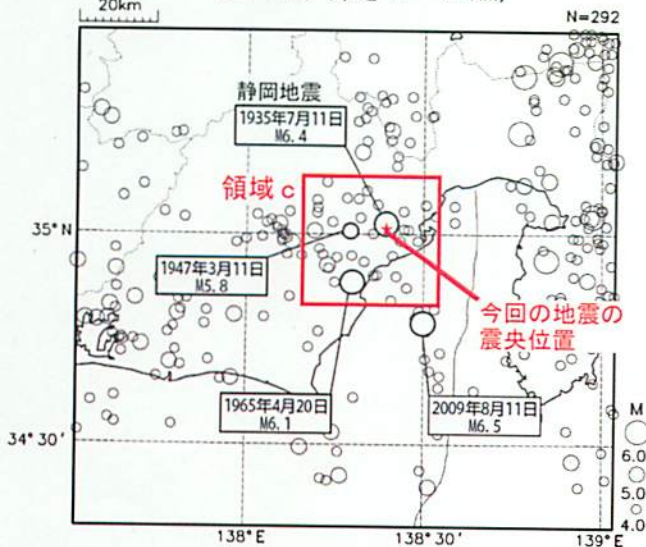 20km
N=292
静岡地震
1935年7月11日
M6.4
領域c
35°N
1947年3月11日
M5.8
今回の地震の
震央位置
1965年4月20日
M6.1
2009年8月11日
M6.5
M
6.0
5.0
4.0
34°30′
138°E
138°30′
139°E